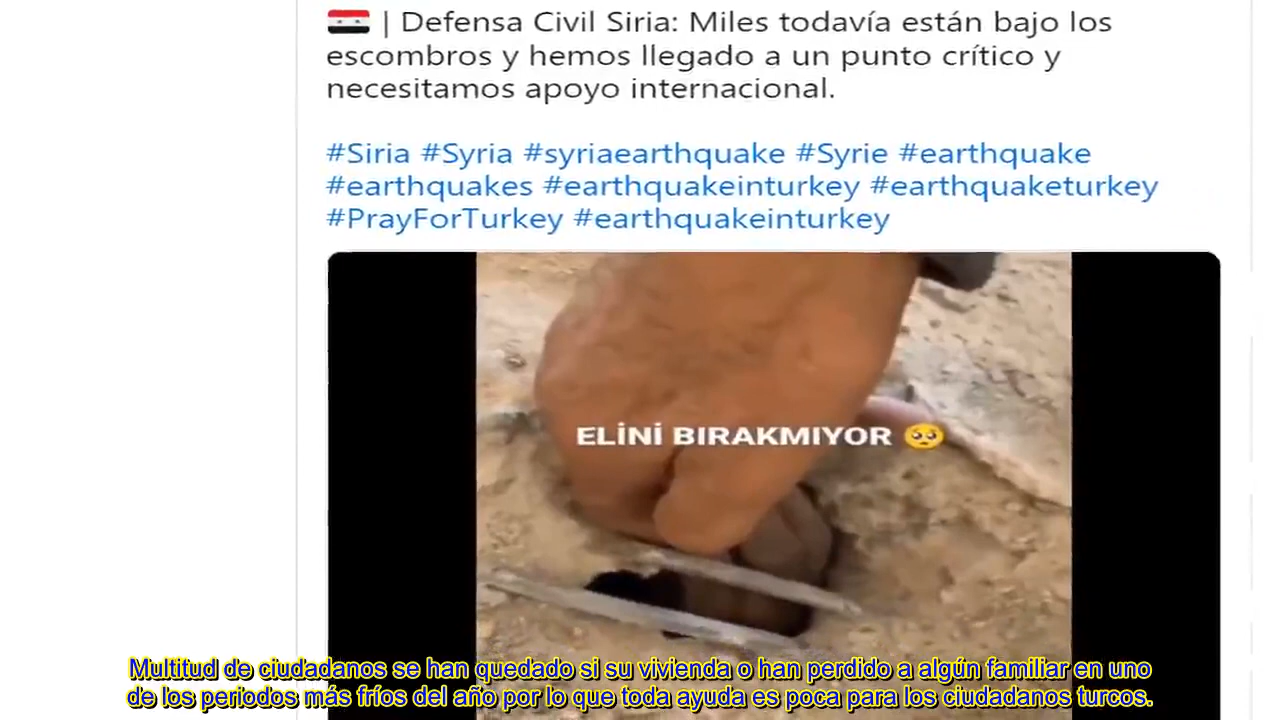 | Defensa Civil Siria: Miles todavía están bajo los
escombros y hemos llegado a un punto crítico y
necesitamos apoyo internacional.
#Siria #Syria #syriaearthquake #Syrie #earthquake
#earthquakes #earthquakeinturkey #earthquaketurkey
#PrayForTurkey #earthquakeinturkey
ELİNİ BIRAKMIYOR 🥺
Multitud de ciudadanos se han quedado si su vivienda o han perdido a algún familiar en uno
de los periodos más fríos del año por lo que toda ayuda es poca para los ciudadanos turcos.